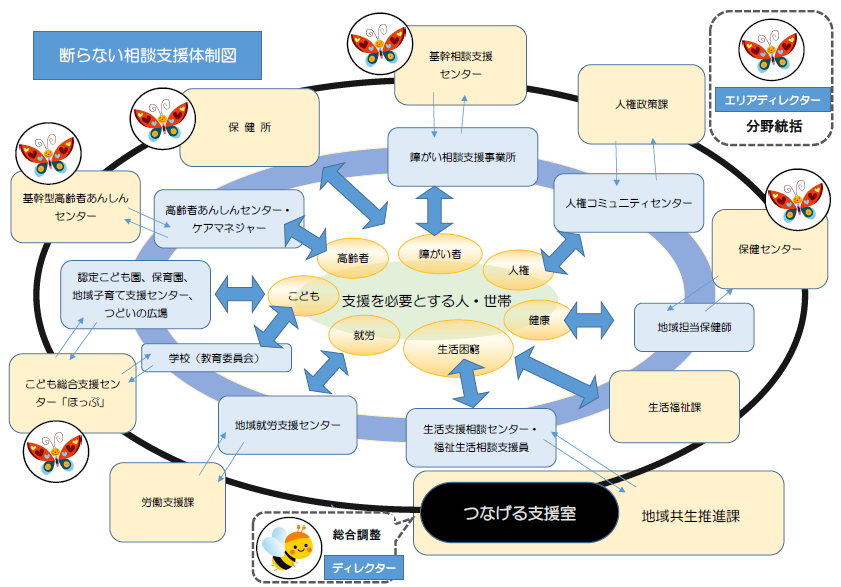 断らない相談支援体制図
基幹相談支援
センター
エリアディレクター
分野統括
人権政策課
保 健 所
障がい相談支援事業所
基幹型高齢者あんしん
センター
高齢者あんしんセンター・
ケアマネジャー
人権コミュニティセンター
保健センター
高齢者
障がい者
人権
認定こども園、保育園、
地域子育て支援センター、
つどいの広場
こども
支援を必要とする人・世帯
健康
地域担当保健師
就労
生活困窮
学校（教育委員会）
こども総合支援セン
ター「ほっぷ」
生活福祉課
地域就労支援センター
生活支援相談センター・
福祉生活相談支援員
労働支援課
つなげる支援室
地域共生推進課
総合調整
ディレクター